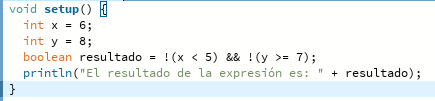 void setup() {
  int x = 6;
  int y = 8;
  boolean resultado = !(x < 5) && !(y >= 7);
  println("El resultado de la expresión es: " + resultado);
}